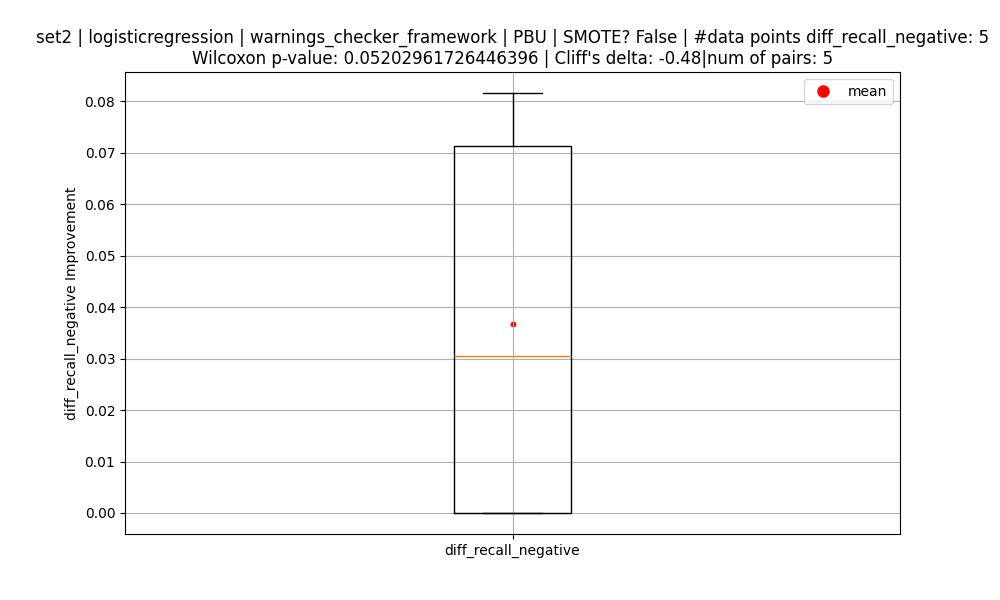 set2 | logisticregression | warnings_checker_framework | PBU | SMOTE? False | #data points diff_recall_negative: 5
Wilcoxon p-value: 0.05202961726446396 | Cliff's delta: -0.48|num of pairs: 5
mean
0.08
0.07
0.06
0.05
0.04
0.03
0.02
0.01
0.00
diff_recall_negative Improvement
diff_recall_negative